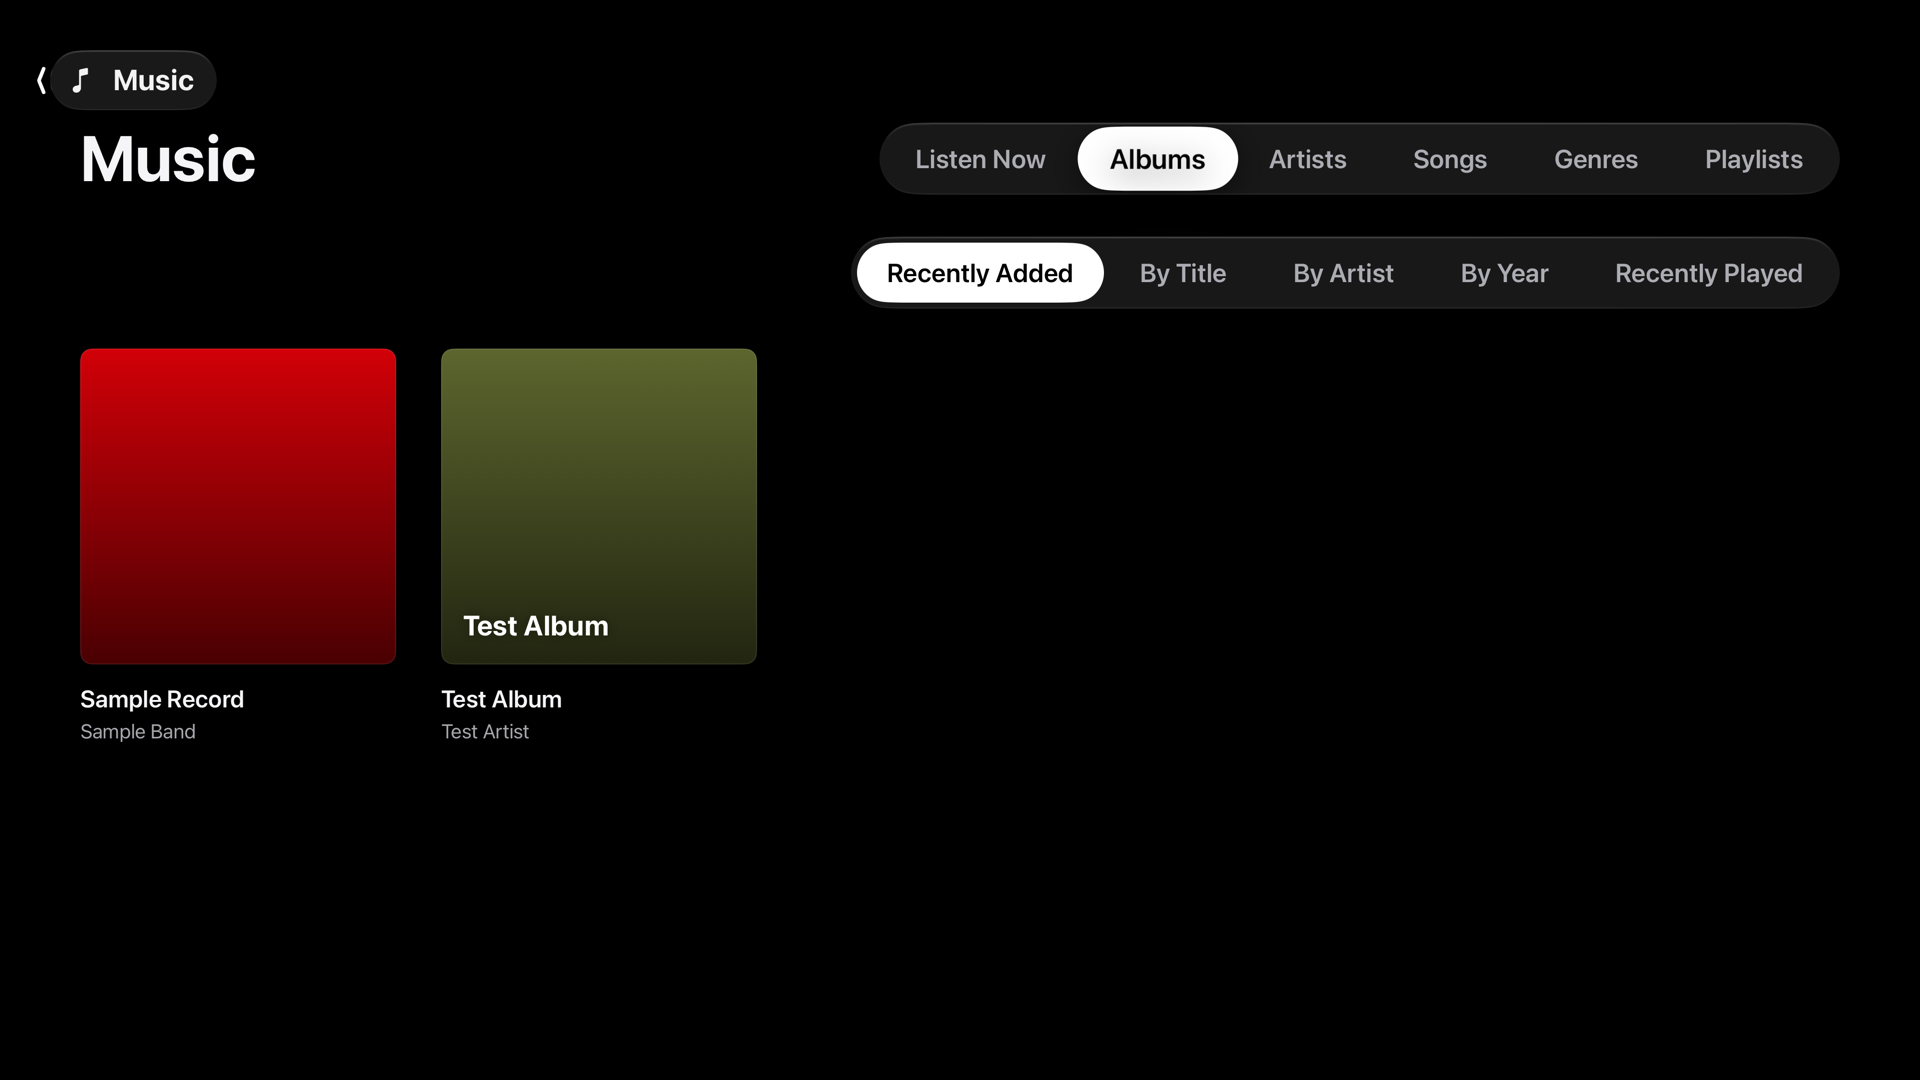 Music
Music
Listen Now Albums Artists Songs Genres Playlists
Recently Added By Title By Artist By Year Recently Played
Test Album
Sample Record
Sample Band
Test Album
Test Artist